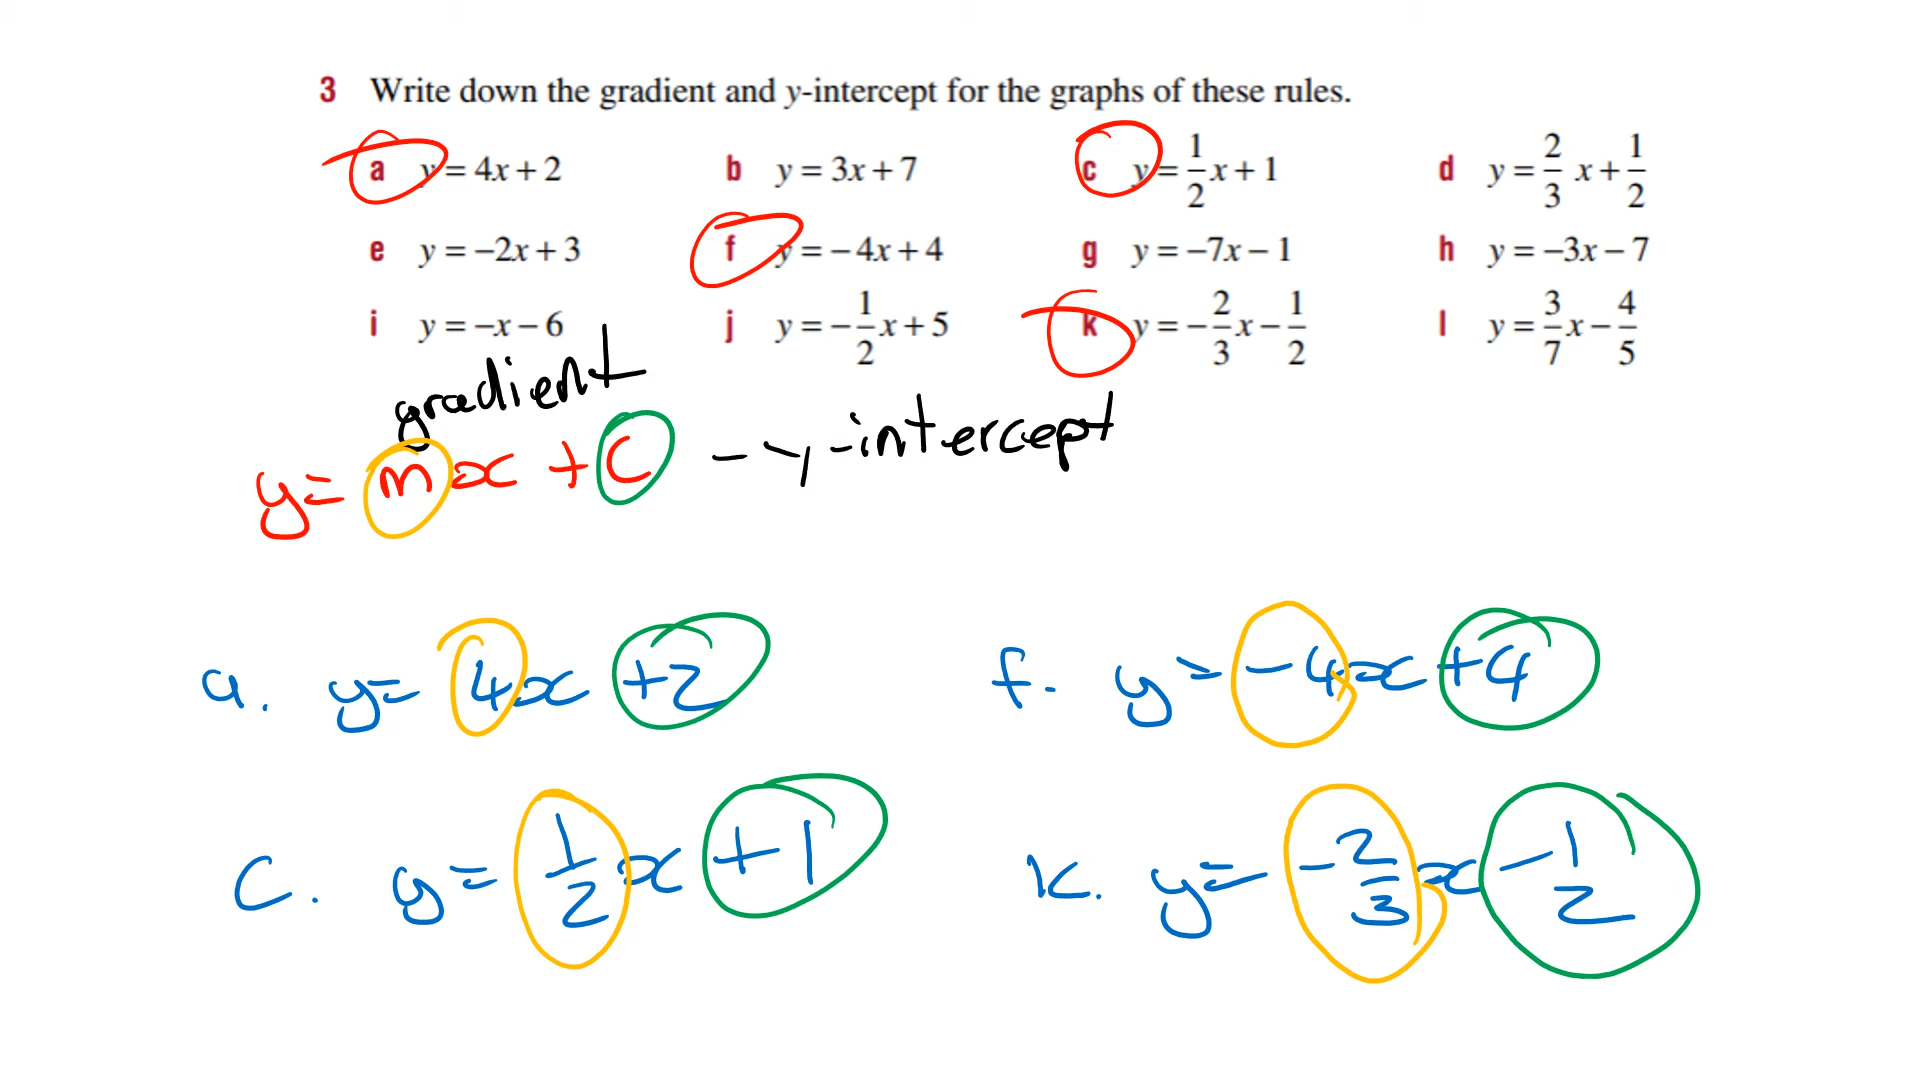 3 Write down the gradient and y-intercept for the graphs of these rules.
a y = 4x + 2 b y = 3x + 7 c y = 1/2 x + 1 d y = 2/3 x + 1/2
e y = –2x + 3 f y = – 4x + 4 g y = –7x – 1 h y = –3x – 7
i y = –x – 6 j y = – 1/2 x + 5 k y = – 2/3 x – 1/2 l y = 3/7 x – 4/5
gradient
y = mx + c – y-intercept
a. y = 4x + 2 f. y = – 4x + 4
c. y = 1/2 x + 1 k. y = – 2/3 x – 1/2